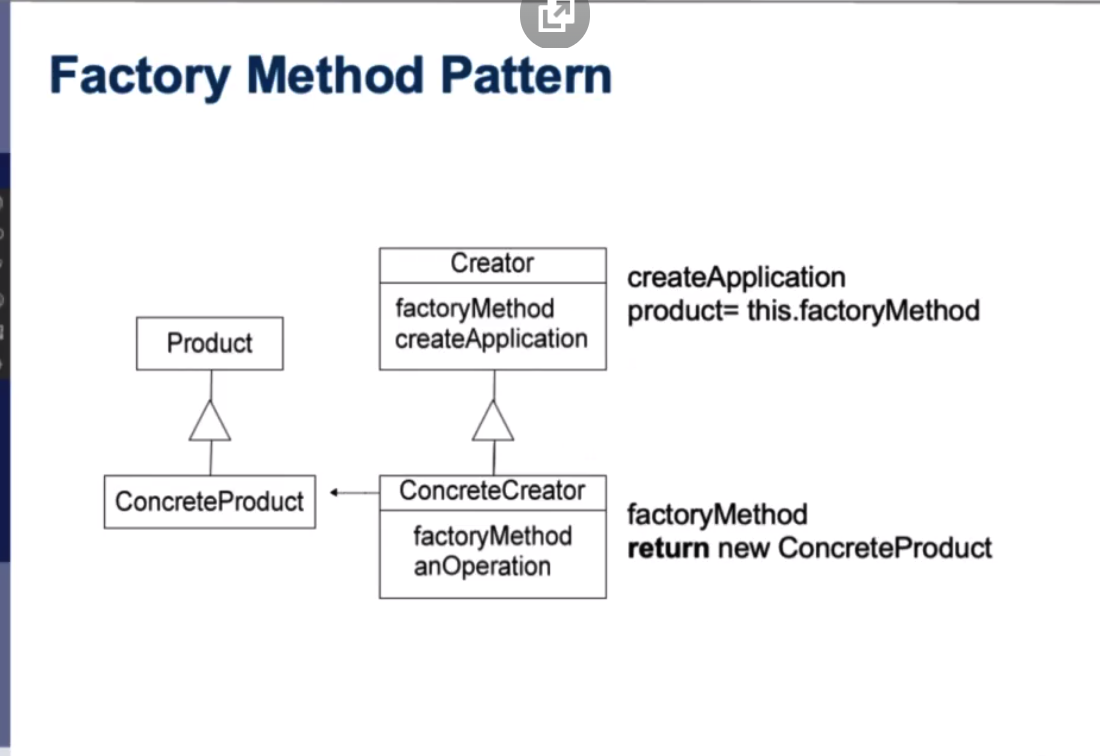 Factory Method Pattern
Creator
factoryMethod
createApplication
createApplication
product= this.factoryMethod
Product
ConcreteProduct
ConcreteCreator
factoryMethod
anOperation
factoryMethod
return new ConcreteProduct